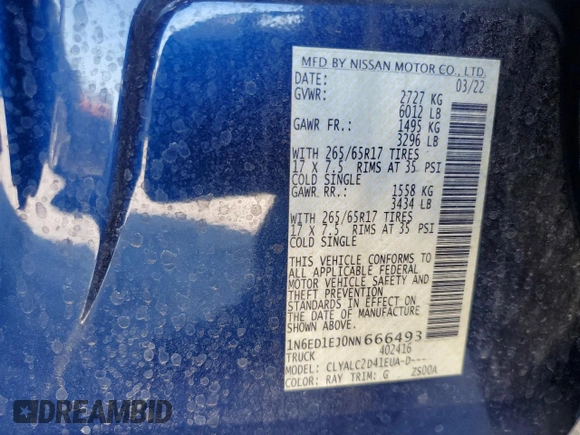 MFD BY NISSAN MOTOR CO., LTD.
DATE: 03/22
GVWR: 2727 KG
6012 LB
GAWR FR.: 1495 KG
3296 LB
WITH 265/65R17 TIRES
17 X 7.5 RIMS AT 35 PSI
COLD SINGLE
GAWR RR.: 1558 KG
3434 LB
WITH 265/65R17 TIRES
17 X 7.5 RIMS AT 35 PSI
COLD SINGLE
THIS VEHICLE CONFORMS TO
ALL APPLICABLE FEDERAL
MOTOR VEHICLE SAFETY AND
THEFT PREVENTION
STANDARDS IN EFFECT ON
THE DATE OF MANUFACTURE
SHOWN ABOVE.
1N6ED1EJ0NN666493
TRUCK 402416
MODEL: CLYALC2D41EUA-D---
COLOR: RAY TRIM: G ZS00A
DREAMBID